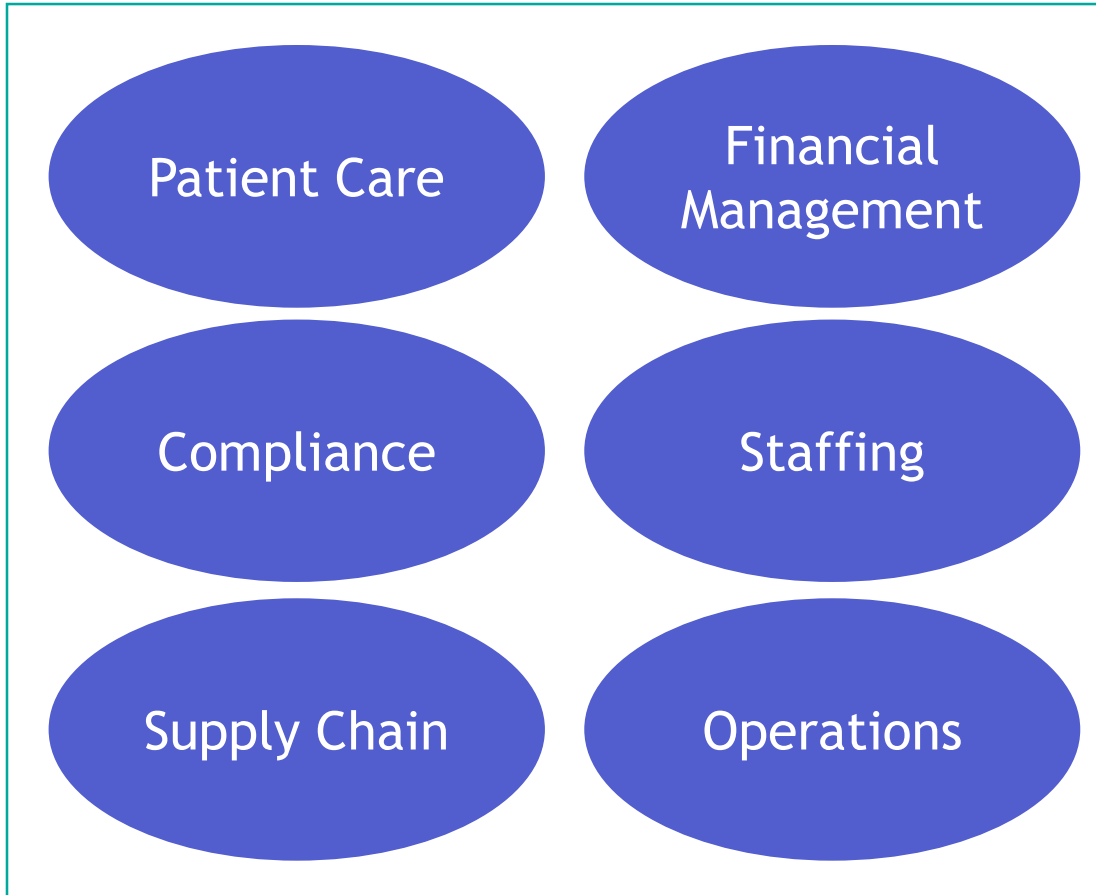 Patient Care
Financial
Management
Compliance
Staffing
Supply Chain
Operations